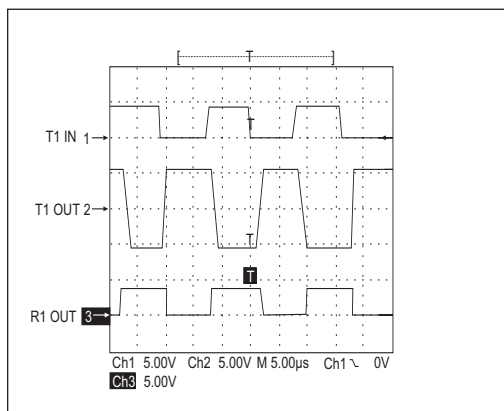 T
T1 IN 1
T
T1 OUT 2
T
T
R1 OUT 3
Ch1 5.00V Ch2 5.00V M 5.00µs Ch1 0V
Ch3 5.00V